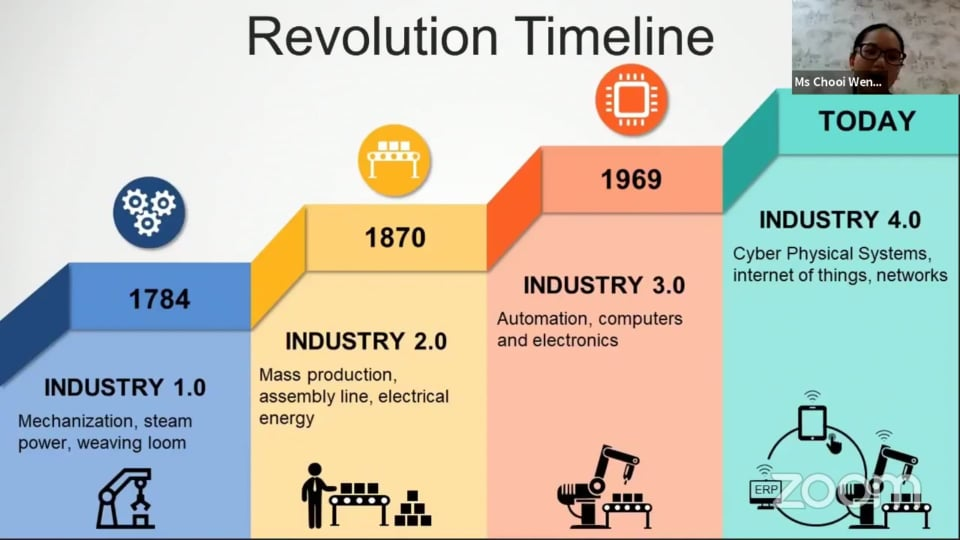 Revolution Timeline
Ms Chooi Wen...
TODAY
1969
1870
1784
INDUSTRY 4.0
Cyber Physical Systems,
internet of things, networks
INDUSTRY 3.0
Automation, computers
and electronics
INDUSTRY 2.0
Mass production,
assembly line, electrical
energy
INDUSTRY 1.0
Mechanization, steam
power, weaving loom
ERP
zoom